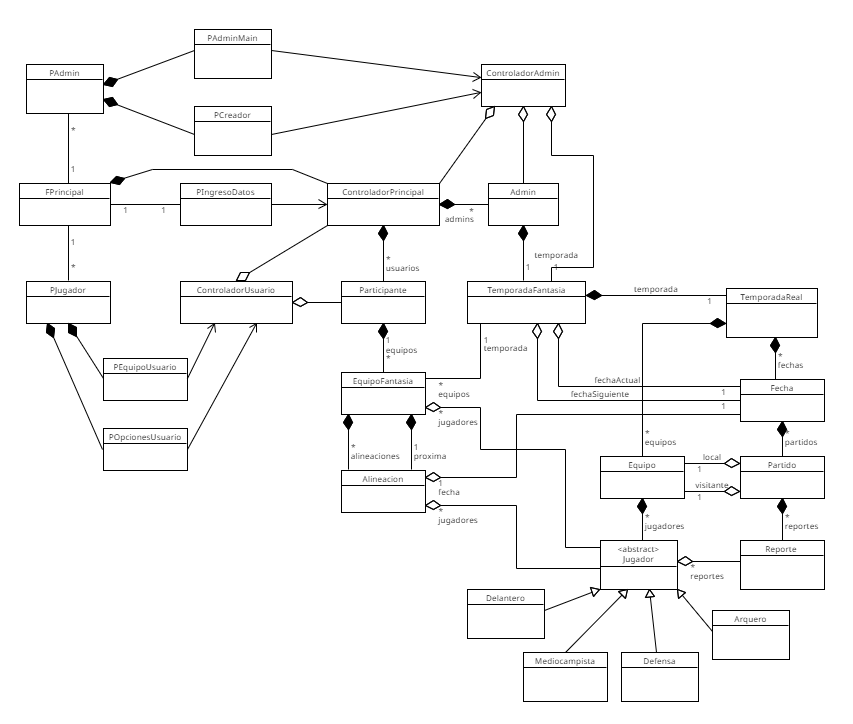 PAdminMain
PAdmin
ControladorAdmin
PCreador
*
1
FPrincipal
PIngresoDatos
ControladorPrincipal
Admin
1
1
*
admins
1
*
*
usuarios
temporada
1
1
PJugador
ControladorUsuario
Participante
TemporadaFantasia
temporada
1
TemporadaReal
1
equipos
*
1
temporada
*
fechas
PEquipoUsuario
EquipoFantasia
*
equipos
fechaActual
fechaSiguiente
1
1
Fecha
*
jugadores
POpcionesUsuario
*
alineaciones
1
proxima
*
equipos
*
partidos
Alineacion
1
fecha
Equipo
local
1
visitante
1
Partido
*
jugadores
*
jugadores
*
reportes
<abstract>
Jugador
*
reportes
Reporte
Delantero
Arquero
Mediocampista
Defensa